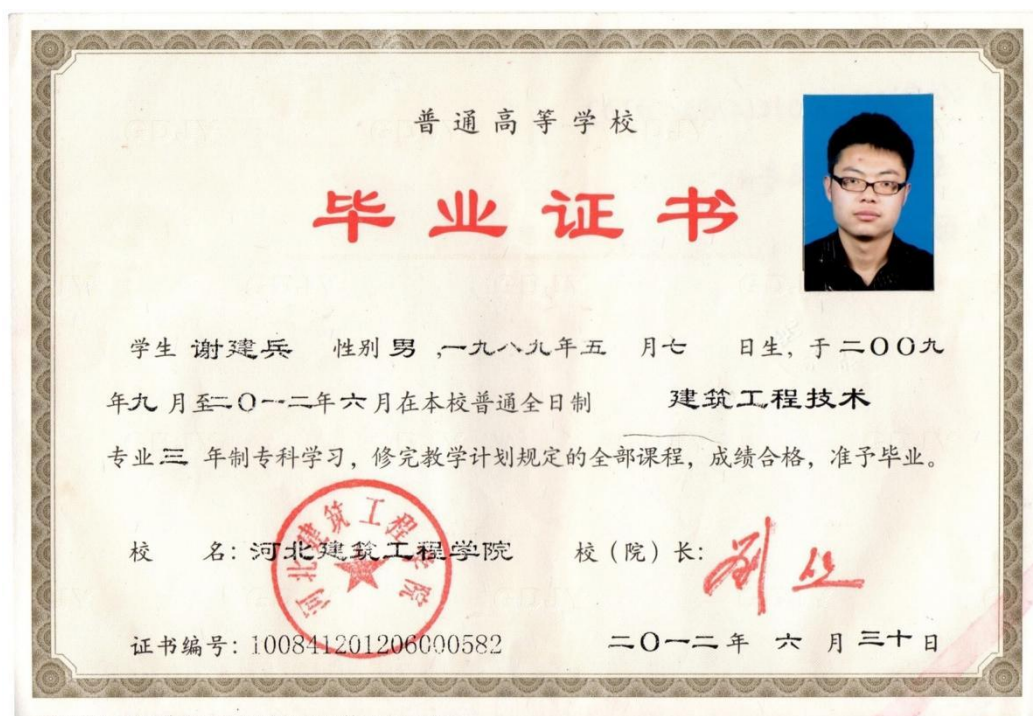 普通高等学校
毕业证书
学生 谢建兵 性别 男 ,一九八九年五 月七 日生, 于二〇〇九
年九 月至二〇一二年六月在本校普通全日制 建筑工程技术
专业三 年制专科学习, 修完教学计划规定的全部课程, 成绩合格, 准予毕业。
校 名: 河北建筑工程学院 校（院）长:
河北建筑工程学院
证书编号: 100841201206000582 二〇一二年 六 月 三十日